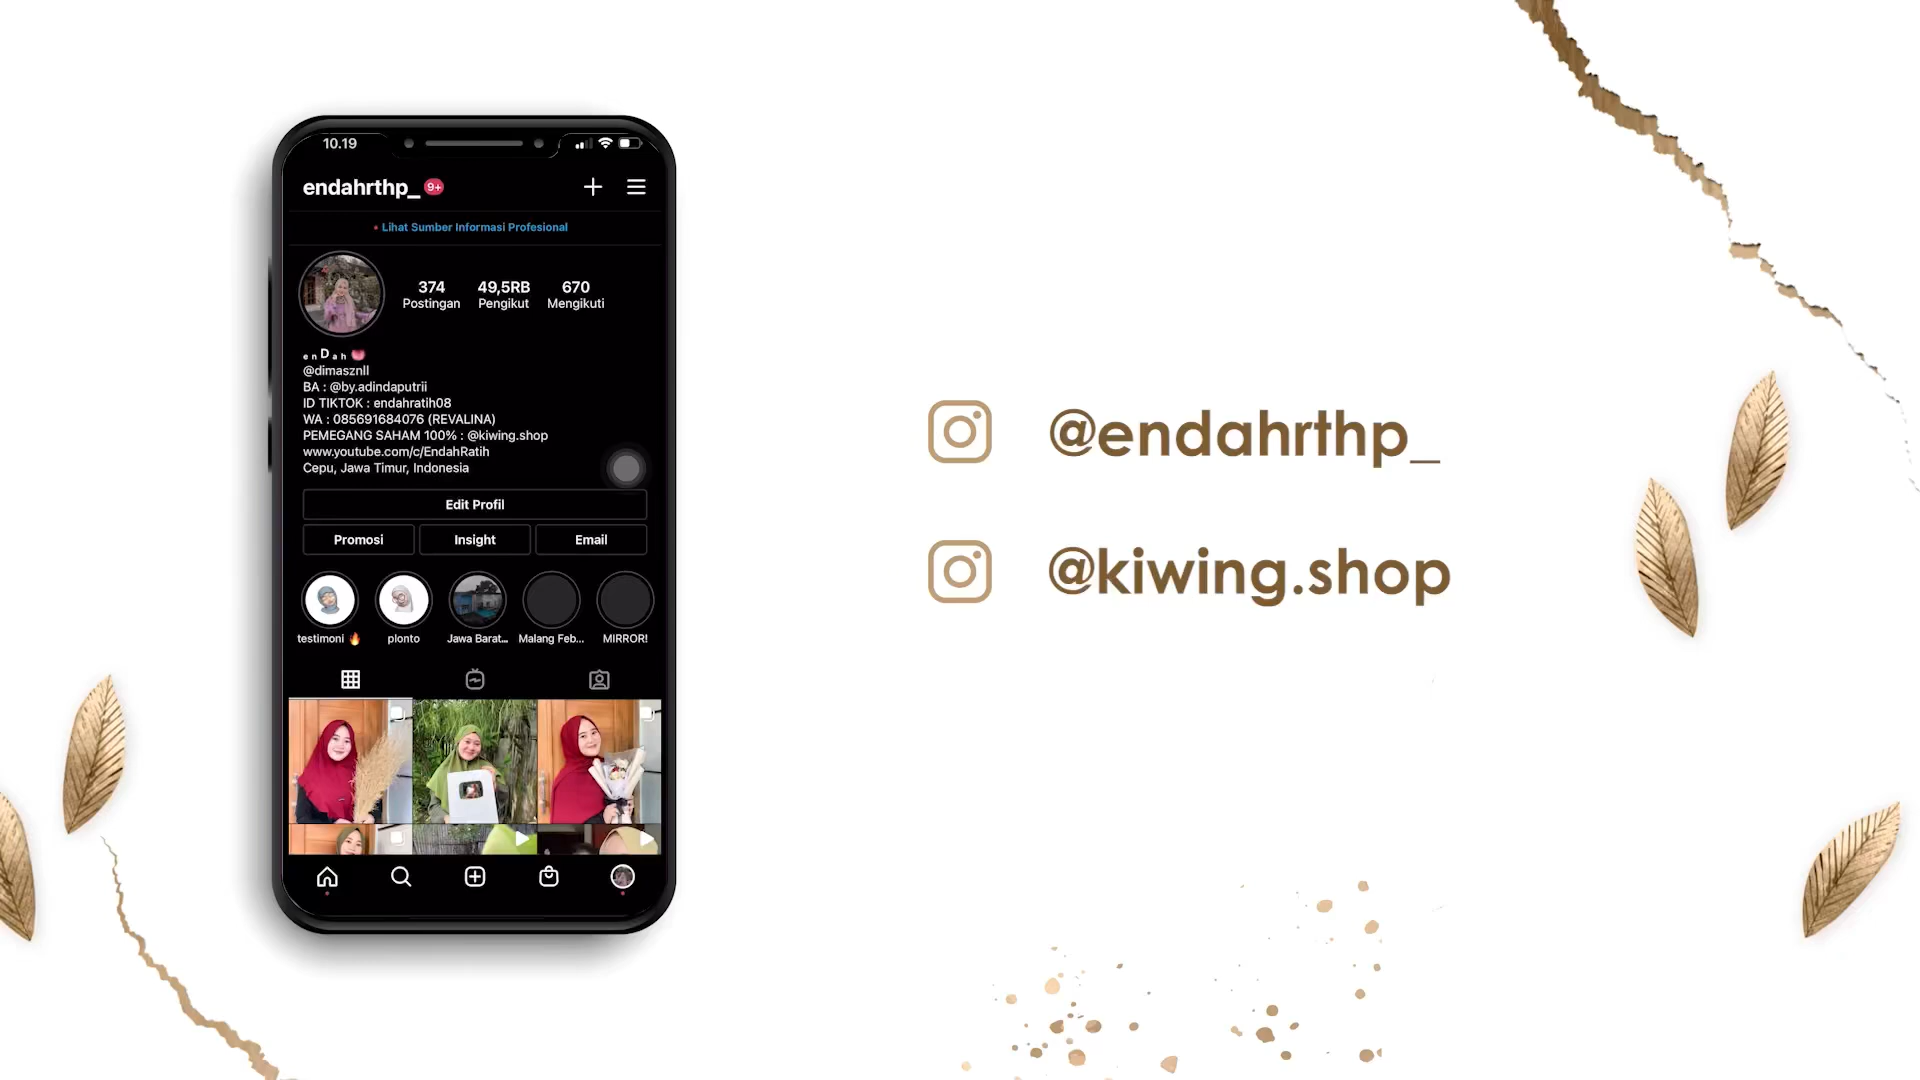 10.19
endahrthp_ 9+
• Lihat Sumber Informasi Profesional
374 49,5RB 670
Postingan Pengikut Mengikuti
ₑₙDₐₕ 👅
@dimasznll
BA : @by.adindaputrii
ID TIKTOK : endahratih08
WA : 085691684076 (REVALINA)
PEMEGANG SAHAM 100% : @kiwing.shop
www.youtube.com/c/EndahRatih
Cepu, Jawa Timur, Indonesia
Edit Profil
Promosi Insight Email
testimoni 🔥 plonto Jawa Barat... Malang Feb... MIRROR!
@endahrthp_
@kiwing.shop